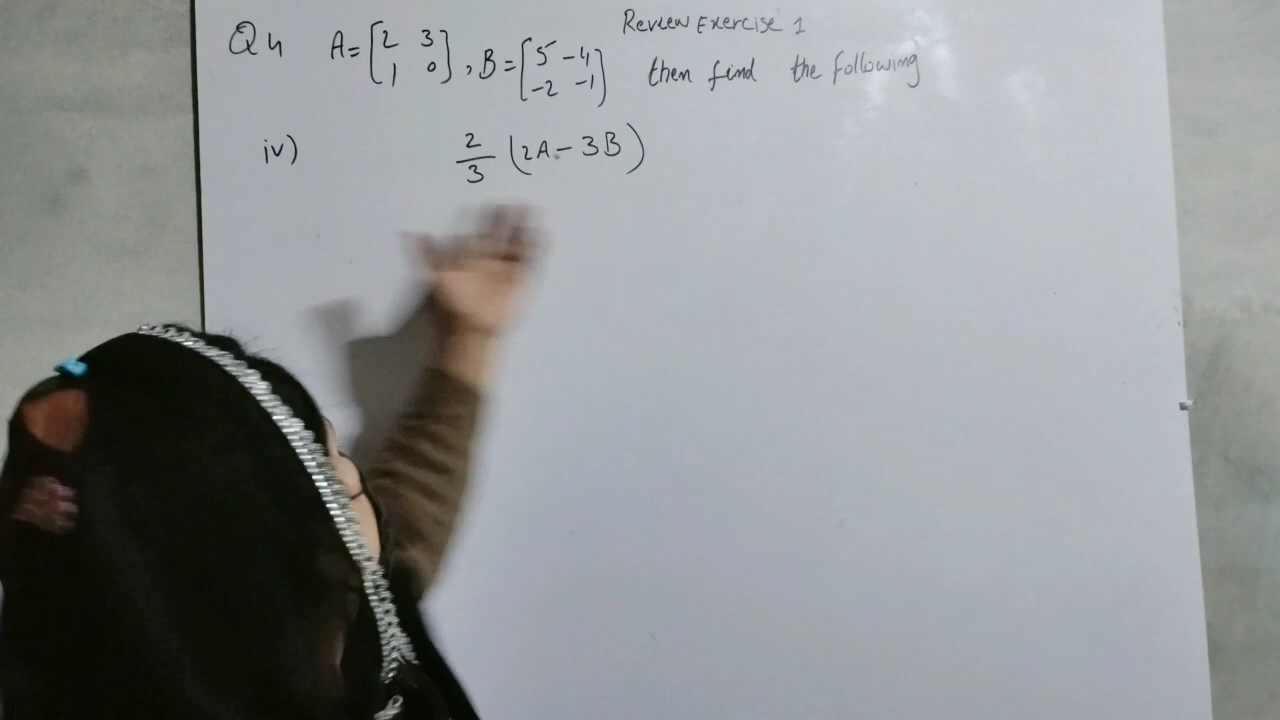 Review Exercise 1
Q4 A=[2 3 1 0], B=[5 -4 -2 -1] then find the following
iv) 2/3 (2A - 3B)